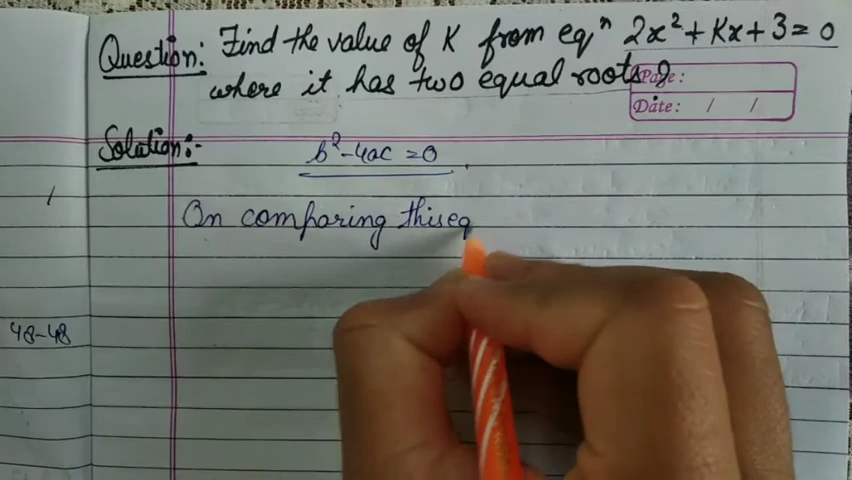 Question: Find the value of K from eqⁿ 2x² + Kx + 3 = 0
where it has two equal roots ?
Page:
Date: / /
Solution:- b² - 4ac = 0
On comparing this eq
48-48